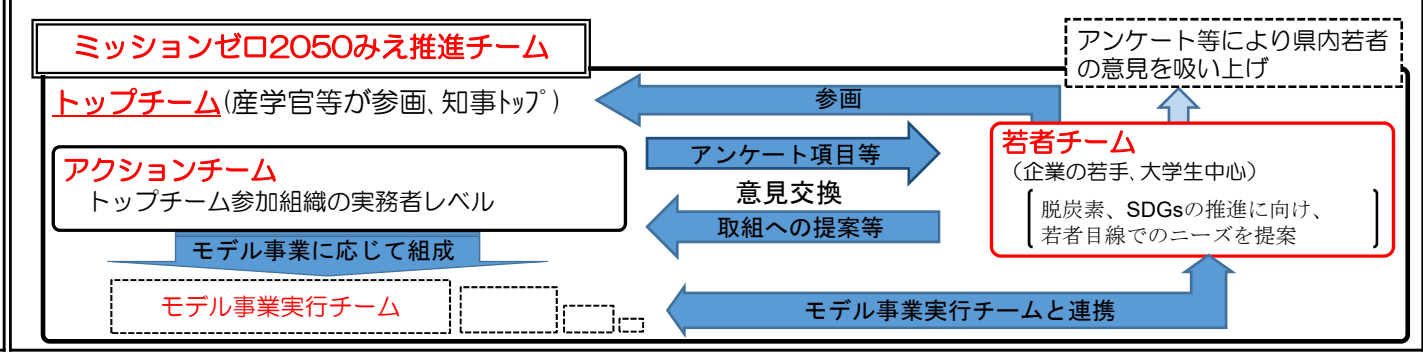 ミッションゼロ2050みえ推進チーム
アンケート等により県内若者
の意見を吸い上げ
トップチーム(産学官等が参画、知事ﾄｯﾌﾟ)
参画
アクションチーム
トップチーム参加組織の実務者レベル
アンケート項目等
意見交換
取組への提案等
若者チーム
（企業の若手、大学生中心）
脱炭素、SDGsの推進に向け、
若者目線でのニーズを提案
モデル事業に応じて組成
モデル事業実行チーム
モデル事業実行チームと連携